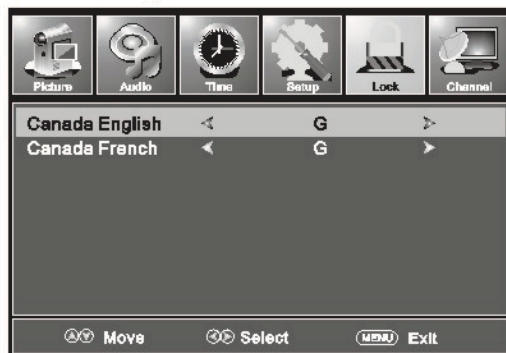 Picture Audio Time Setup Lock Channel
Canada English G
Canada French G
Move Select MENU Exit